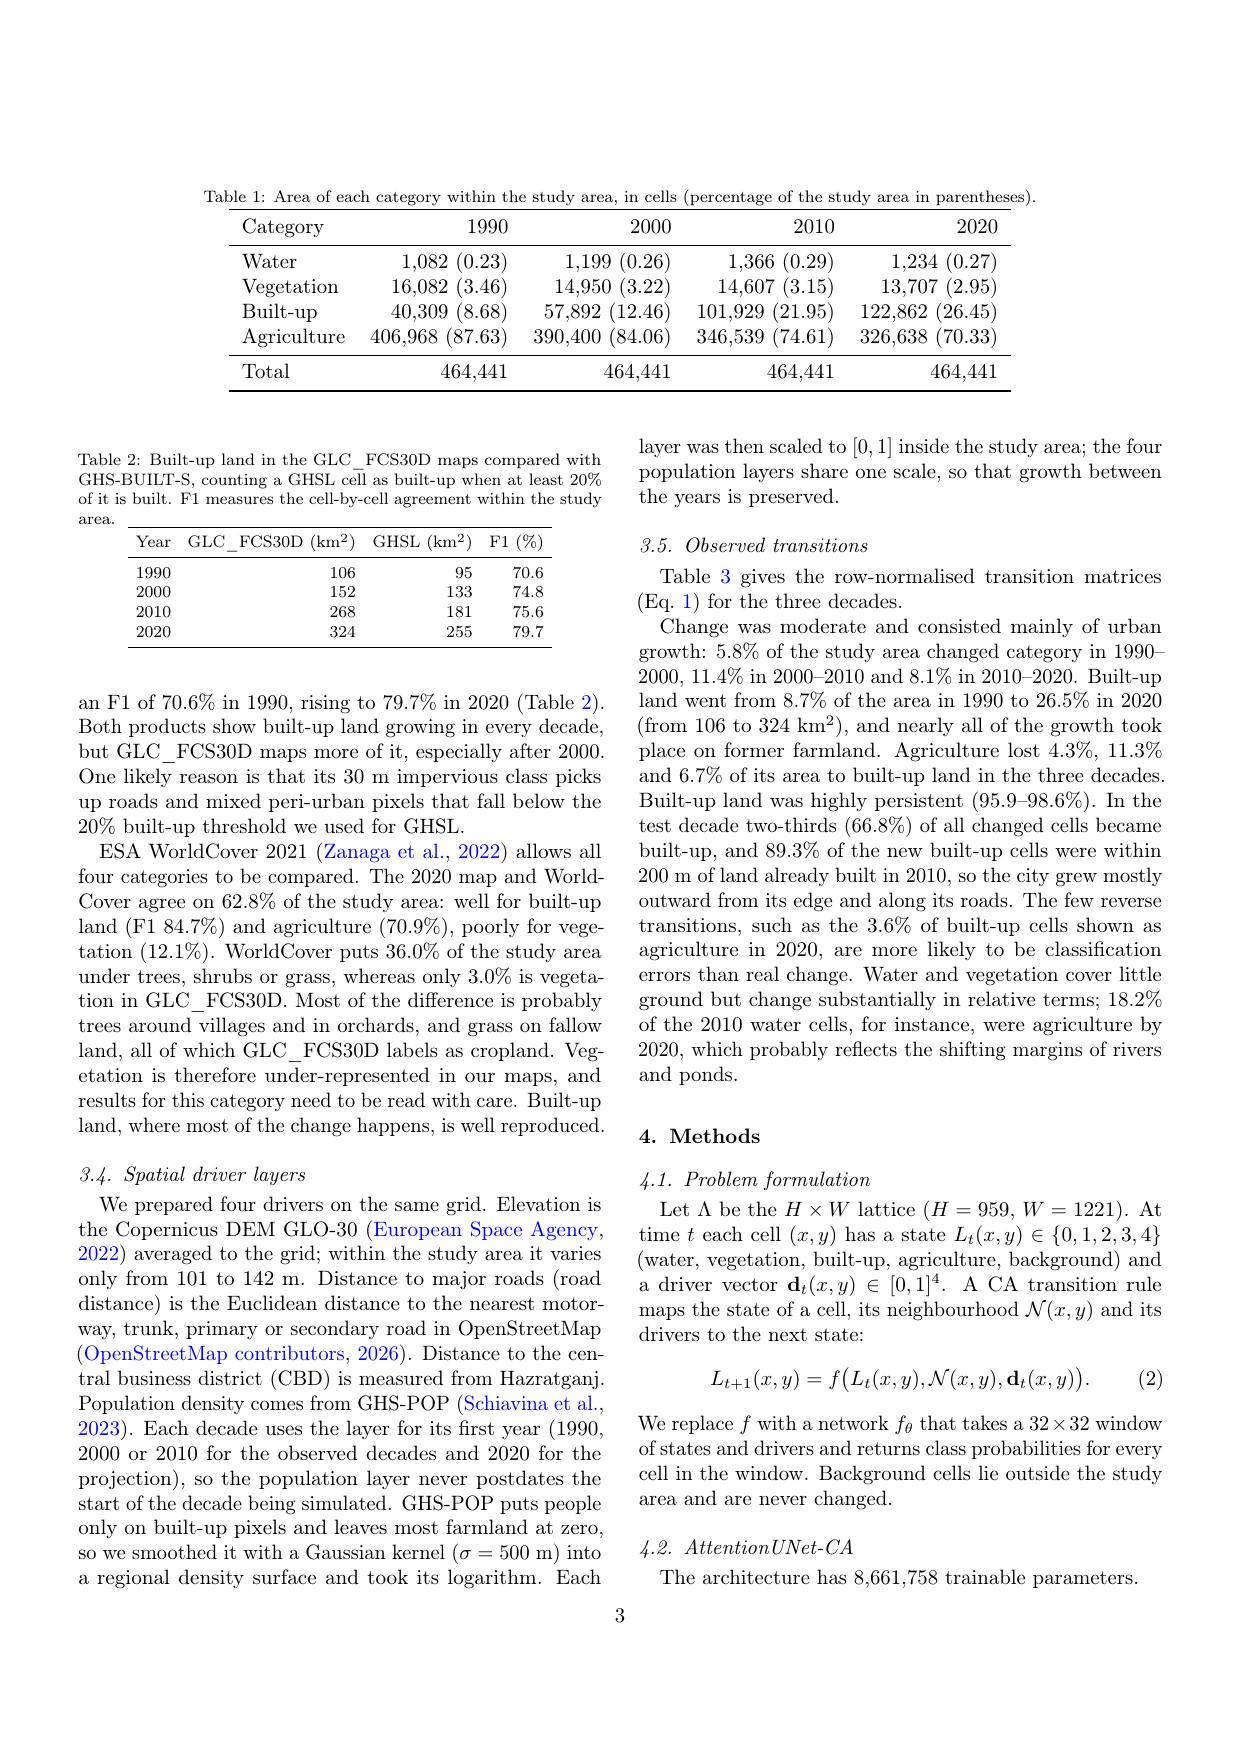 Table 1: Area of each category within the study area, in cells (percentage of the study area in parentheses).
Category 1990 2000 2010 2020
Water 1,082 (0.23) 1,199 (0.26) 1,366 (0.29) 1,234 (0.27)
Vegetation 16,082 (3.46) 14,950 (3.22) 14,607 (3.15) 13,707 (2.95)
Built-up 40,309 (8.68) 57,892 (12.46) 101,929 (21.95) 122,862 (26.45)
Agriculture 406,968 (87.63) 390,400 (84.06) 346,539 (74.61) 326,638 (70.33)
Total 464,441 464,441 464,441 464,441
Table 2: Built-up land in the GLC_FCS30D maps compared with
GHS-BUILT-S, counting a GHSL cell as built-up when at least 20%
of it is built. F1 measures the cell-by-cell agreement within the study
area.
Year GLC_FCS30D (km²) GHSL (km²) F1 (%)
1990 106 95 70.6
2000 152 133 74.8
2010 268 181 75.6
2020 324 255 79.7
an F1 of 70.6% in 1990, rising to 79.7% in 2020 (Table 2).
Both products show built-up land growing in every decade,
but GLC_FCS30D maps more of it, especially after 2000.
One likely reason is that its 30 m impervious class picks
up roads and mixed peri-urban pixels that fall below the
20% built-up threshold we used for GHSL.
ESA WorldCover 2021 (Zanaga et al., 2022) allows all
four categories to be compared. The 2020 map and World-
Cover agree on 62.8% of the study area: well for built-up
land (F1 84.7%) and agriculture (70.9%), poorly for vege-
tation (12.1%). WorldCover puts 36.0% of the study area
under trees, shrubs or grass, whereas only 3.0% is vegeta-
tion in GLC_FCS30D. Most of the difference is probably
trees around villages and in orchards, and grass on fallow
land, all of which GLC_FCS30D labels as cropland. Veg-
etation is therefore under-represented in our maps, and
results for this category need to be read with care. Built-up
land, where most of the change happens, is well reproduced.
3.4. Spatial driver layers
We prepared four drivers on the same grid. Elevation is
the Copernicus DEM GLO-30 (European Space Agency,
2022) averaged to the grid; within the study area it varies
only from 101 to 142 m. Distance to major roads (road
distance) is the Euclidean distance to the nearest motor-
way, trunk, primary or secondary road in OpenStreetMap
(OpenStreetMap contributors, 2026). Distance to the cen-
tral business district (CBD) is measured from Hazratganj.
Population density comes from GHS-POP (Schiavina et al.,
2023). Each decade uses the layer for its first year (1990,
2000 or 2010 for the observed decades and 2020 for the
projection), so the population layer never postdates the
start of the decade being simulated. GHS-POP puts people
only on built-up pixels and leaves most farmland at zero,
so we smoothed it with a Gaussian kernel (σ = 500 m) into
a regional density surface and took its logarithm. Each
layer was then scaled to [0, 1] inside the study area; the four
population layers share one scale, so that growth between
the years is preserved.
3.5. Observed transitions
Table 3 gives the row-normalised transition matrices
(Eq. 1) for the three decades.
Change was moderate and consisted mainly of urban
growth: 5.8% of the study area changed category in 1990–
2000, 11.4% in 2000–2010 and 8.1% in 2010–2020. Built-up
land went from 8.7% of the area in 1990 to 26.5% in 2020
(from 106 to 324 km²), and nearly all of the growth took
place on former farmland. Agriculture lost 4.3%, 11.3%
and 6.7% of its area to built-up land in the three decades.
Built-up land was highly persistent (95.9–98.6%). In the
test decade two-thirds (66.8%) of all changed cells became
built-up, and 89.3% of the new built-up cells were within
200 m of land already built in 2010, so the city grew mostly
outward from its edge and along its roads. The few reverse
transitions, such as the 3.6% of built-up cells shown as
agriculture in 2020, are more likely to be classification
errors than real change. Water and vegetation cover little
ground but change substantially in relative terms; 18.2%
of the 2010 water cells, for instance, were agriculture by
2020, which probably reflects the shifting margins of rivers
and ponds.
4. Methods
4.1. Problem formulation
Let Λ be the H × W lattice (H = 959, W = 1221). At
time t each cell (x, y) has a state Lₜ(x, y) ∈ {0, 1, 2, 3, 4}
(water, vegetation, built-up, agriculture, background) and
a driver vector dₜ(x, y) ∈ [0, 1]⁴. A CA transition rule
maps the state of a cell, its neighbourhood 𝒩(x, y) and its
drivers to the next state:
Lₜ₊₁(x, y) = f(Lₜ(x, y), 𝒩(x, y), dₜ(x, y)). (2)
We replace f with a network f_θ that takes a 32×32 window
of states and drivers and returns class probabilities for every
cell in the window. Background cells lie outside the study
area and are never changed.
4.2. AttentionUNet-CA
The architecture has 8,661,758 trainable parameters.
3